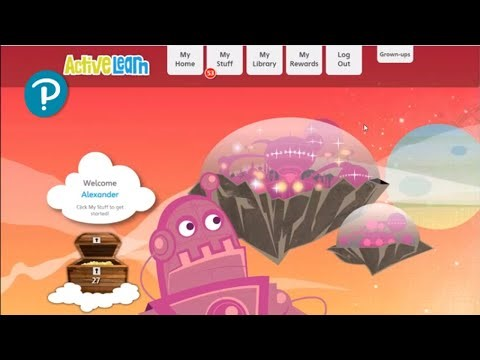 ActiveLearn
My Home
My Stuff
53
My Library
My Rewards
Log Out
Grown-ups
P
Welcome
Alexander
Click My Stuff to get started!
27